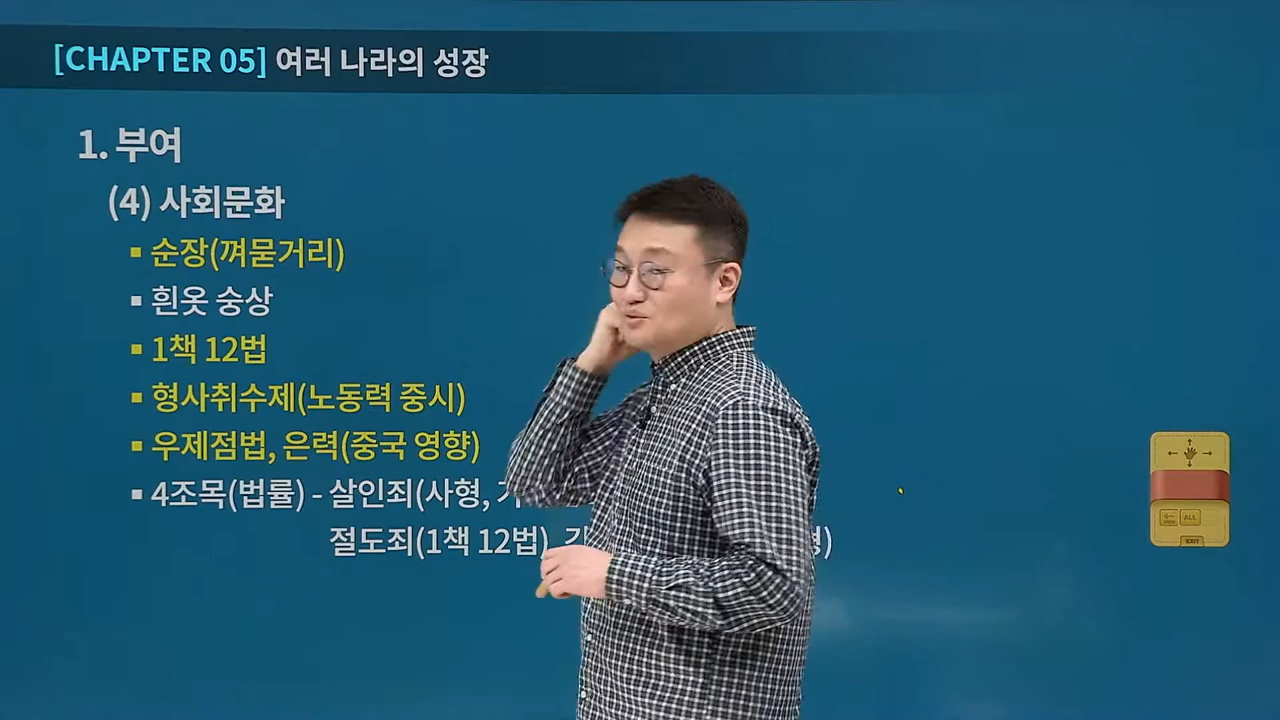 [CHAPTER 05] 여러 나라의 성장
1. 부여
(4) 사회문화
▪ 순장(껴묻거리)
▪ 흰옷 숭상
▪ 1책 12법
▪ 형사취수제(노동력 중시)
▪ 우제점법, 은력(중국 영향)
▪ 4조목(법률) - 살인죄(사형,
절도죄(1책 12법),
ALL
EXIT